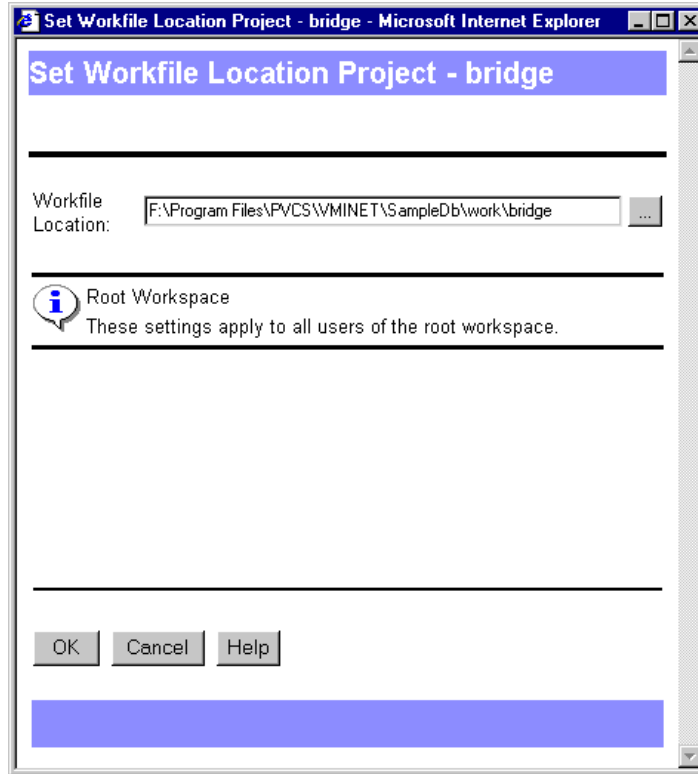 Set Workfile Location Project - bridge - Microsoft Internet Explorer
Set Workfile Location Project - bridge
Workfile
Location:
F:\Program Files\PVCS\VMINET\SampleDb\work\bridge
...
Root Workspace
These settings apply to all users of the root workspace.
OK
Cancel
Help